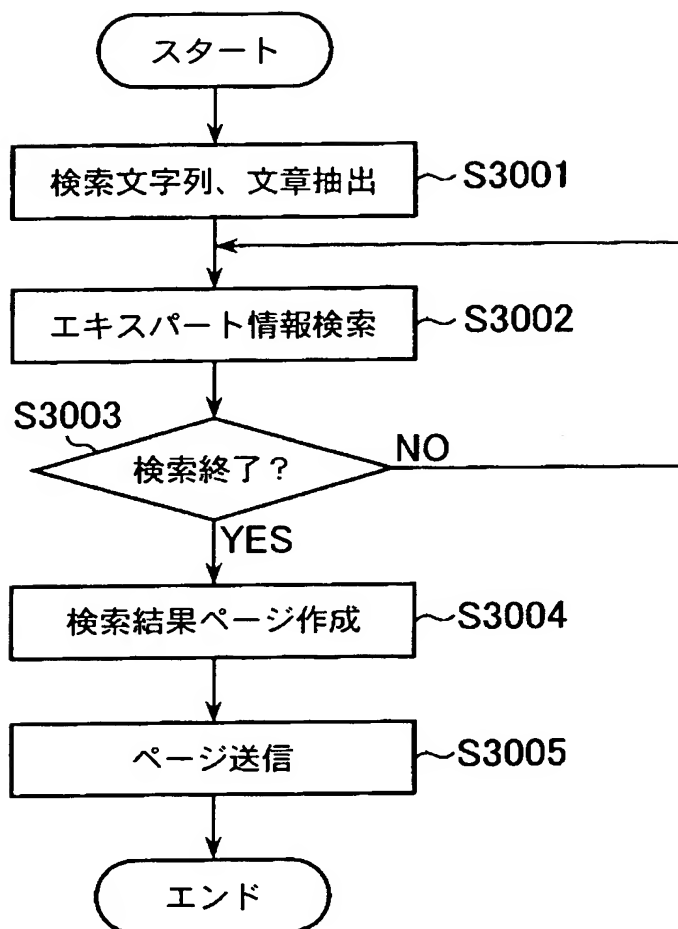 スタート
検索文字列、文章抽出
S3001
エキスパート情報検索
S3002
S3003
検索終了？
NO
YES
検索結果ページ作成
S3004
ページ送信
S3005
エンド